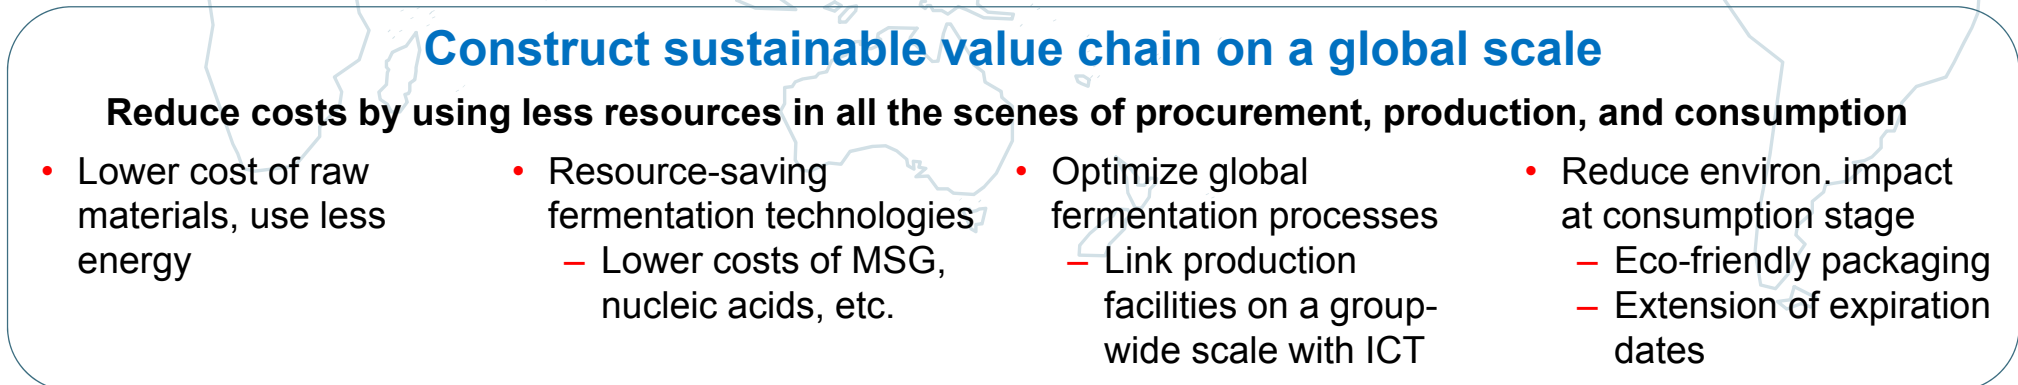 Construct sustainable value chain on a global scale
Reduce costs by using less resources in all the scenes of procurement, production, and consumption
• Lower cost of raw
materials, use less
energy
• Resource-saving
fermentation technologies
– Lower costs of MSG,
nucleic acids, etc.
• Optimize global
fermentation processes
– Link production
facilities on a group-
wide scale with ICT
• Reduce environ. impact
at consumption stage
– Eco-friendly packaging
– Extension of expiration
dates